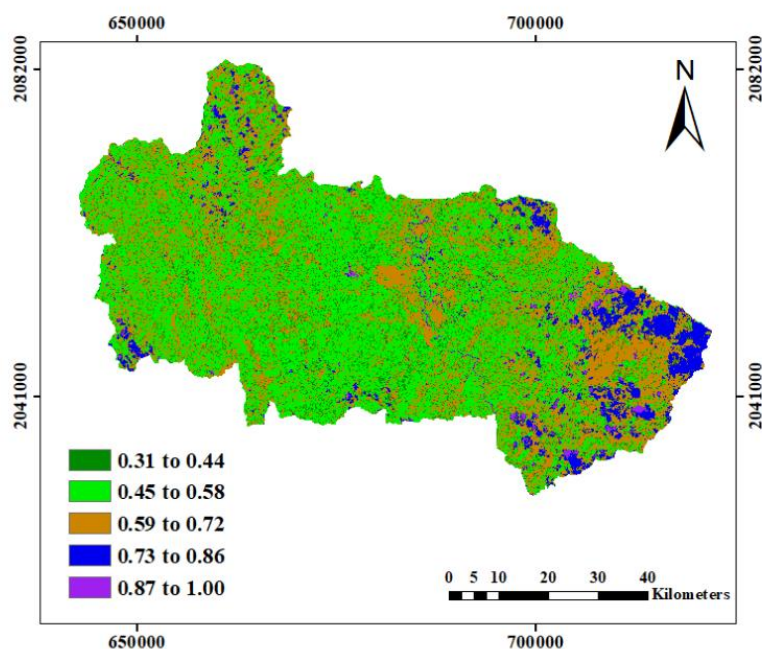 650000 700000
2082000 2082000
N
2041000 2041000
0.31 to 0.44
0.45 to 0.58
0.59 to 0.72
0.73 to 0.86
0.87 to 1.00
0 5 10 20 30 40
Kilometers
650000 700000